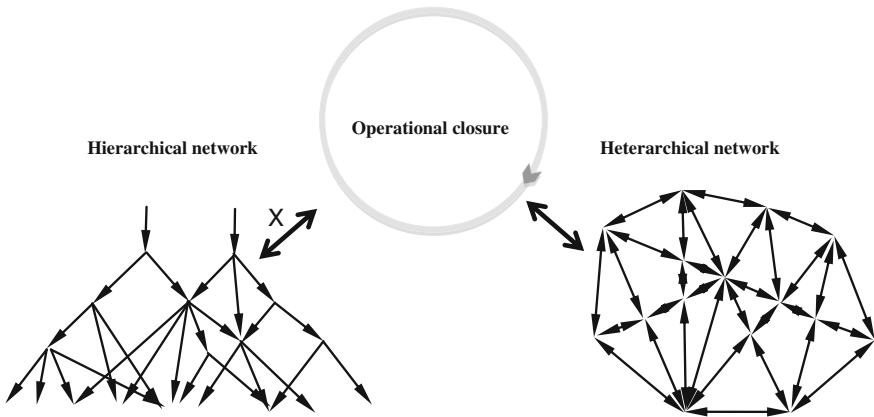 Operational closure
Hierarchical network
Heterarchical network
X